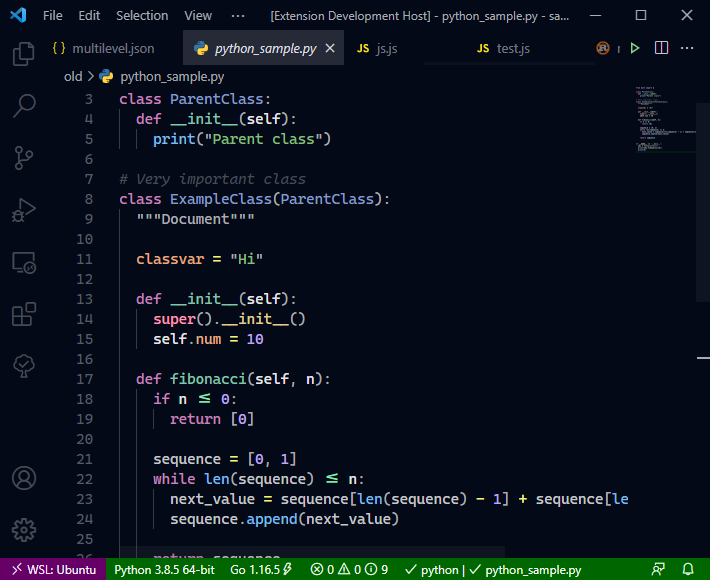 File Edit Selection View ··· [Extension Development Host] - python_sample.py - sa...
{} multilevel.json python_sample.py JS js.js JS test.js
old > python_sample.py
3 class ParentClass:
4 def __init__(self):
5 print("Parent class")
6
7 # Very important class
8 class ExampleClass(ParentClass):
9 """Document"""
10
11 classvar = "Hi"
12
13 def __init__(self):
14 super().__init__()
15 self.num = 10
16
17 def fibonacci(self, n):
18 if n ≤ 0:
19 return [0]
20
21 sequence = [0, 1]
22 while len(sequence) ≤ n:
23 next_value = sequence[len(sequence) - 1] + sequence[le
24 sequence.append(next_value)
25
26 return sequence
WSL: Ubuntu Python 3.8.5 64-bit Go 1.16.5 0 0 9 python | python_sample.py